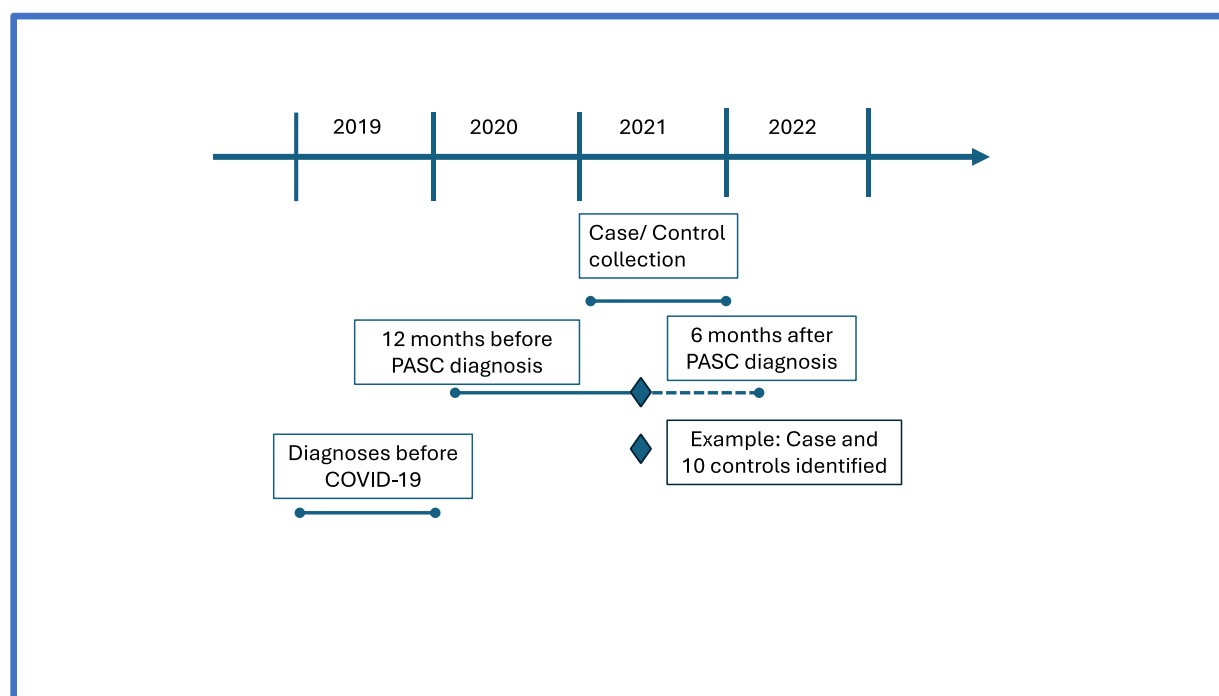 2019
2020
2021
2022
Case/ Control
collection
12 months before
PASC diagnosis
6 months after
PASC diagnosis
Diagnoses before
COVID-19
Example: Case and
10 controls identified